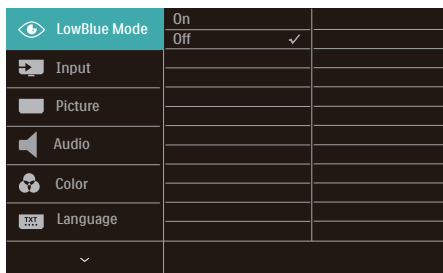 LowBlue Mode
On
Off
Input
Picture
Audio
Color
TXT
Language